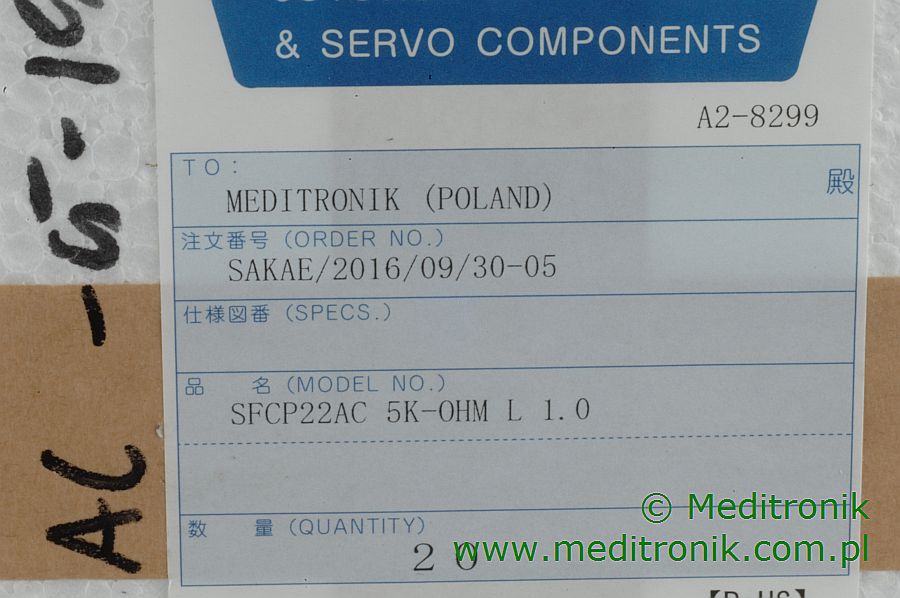 & SERVO COMPONENTS
A2-8299
TO:
殿
MEDITRONIK (POLAND)
注文番号 (ORDER NO.)
SAKAE/2016/09/30-05
仕様図番 (SPECS.)
品 名 (MODEL NO.)
SFCP22AC 5K-OHM L 1.0
数 量 (QUANTITY)
20
AC -5-
© Meditronik
www.meditronik.com.pl